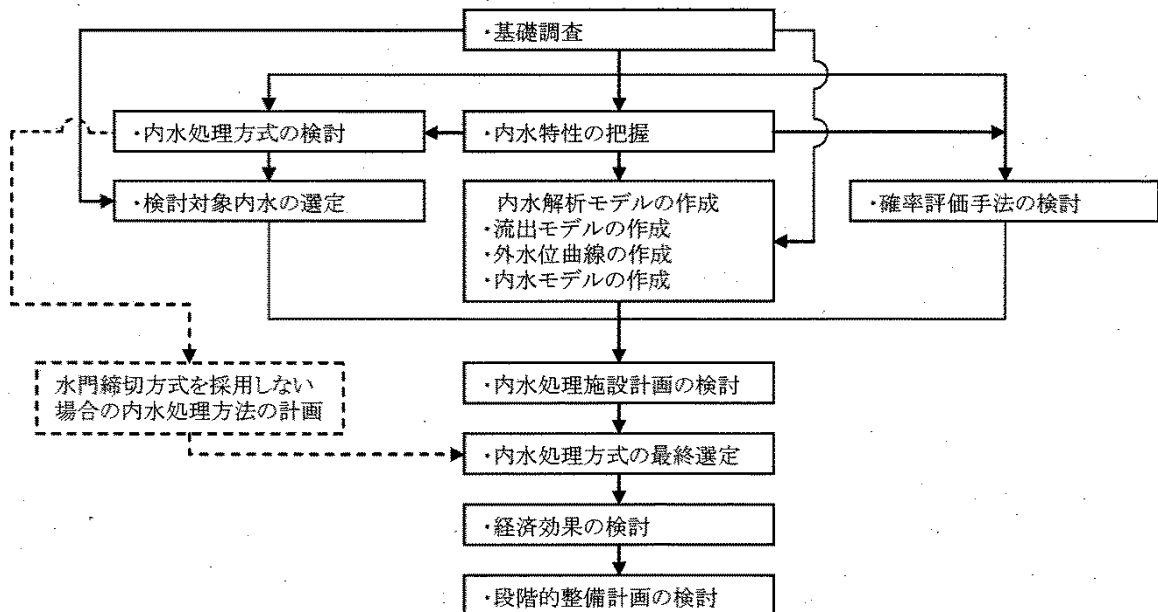 ・基礎調査
・内水処理方式の検討
・内水特性の把握
・検討対象内水の選定
内水解析モデルの作成
・流出モデルの作成
・外水位曲線の作成
・内水モデルの作成
・確率評価手法の検討
水門締切方式を採用しない
場合の内水処理方法の計画
・内水処理施設計画の検討
・内水処理方式の最終選定
・経済効果の検討
・段階的整備計画の検討